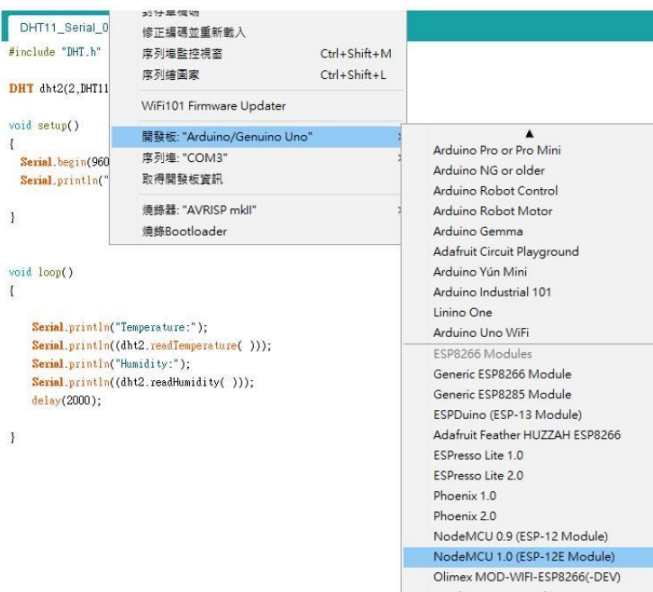 DHT11_Serial_0
#include "DHT.h"
DHT dht2(2,DHT11
void setup()
{
Serial.begin(960
Serial.println("
}
void loop()
{
Serial.println("Temperature:");
Serial.println((dht2.readTemperature( )));
Serial.println("Humidity:");
Serial.println((dht2.readHumidity( )));
delay(2000);
}
修正編碼並重新載入
序列埠監控視窗 Ctrl+Shift+M
序列繪圖家 Ctrl+Shift+L
WiFi101 Firmware Updater
開發板: "Arduino/Genuino Uno"
序列埠: "COM3"
取得開發板資訊
燒錄器: "AVRISP mkII"
燒錄Bootloader
Arduino Pro or Pro Mini
Arduino NG or older
Arduino Robot Control
Arduino Robot Motor
Arduino Gemma
Adafruit Circuit Playground
Arduino Yún Mini
Arduino Industrial 101
Linino One
Arduino Uno WiFi
ESP8266 Modules
Generic ESP8266 Module
Generic ESP8285 Module
ESPDuino (ESP-13 Module)
Adafruit Feather HUZZAH ESP8266
ESPresso Lite 1.0
ESPresso Lite 2.0
Phoenix 1.0
Phoenix 2.0
NodeMCU 0.9 (ESP-12 Module)
NodeMCU 1.0 (ESP-12E Module)
Olimex MOD-WIFI-ESP8266(-DEV)